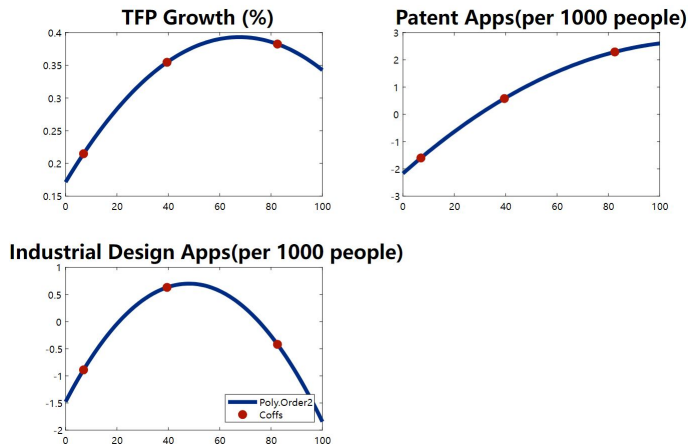 TFP Growth (%)
0.4
0.35
0.3
0.25
0.2
0.15
0 20 40 60 80 100
Patent Apps(per 1000 people)
3
2
1
0
-1
-2
-3
0 20 40 60 80 100
Industrial Design Apps(per 1000 people)
1
0.5
0
-0.5
-1
-1.5
-2
0 20 40 60 80 100
Poly.Order2
Coffs